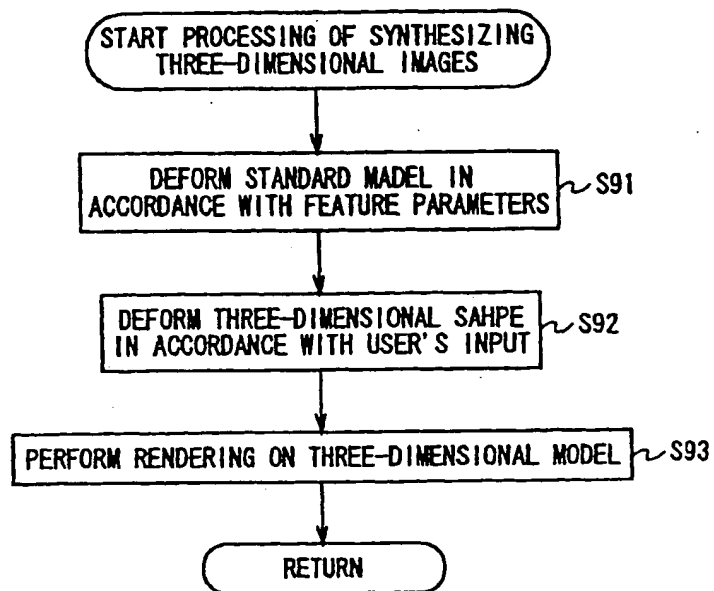 START PROCESSING OF SYNTHESIZING
THREE-DIMENSIONAL IMAGES
DEFORM STANDARD MADEL IN
ACCORDANCE WITH FEATURE PARAMETERS
S91
DEFORM THREE-DIMENSIONAL SAHPE
IN ACCORDANCE WITH USER'S INPUT
S92
PERFORM RENDERING ON THREE-DIMENSIONAL MODEL
S93
RETURN